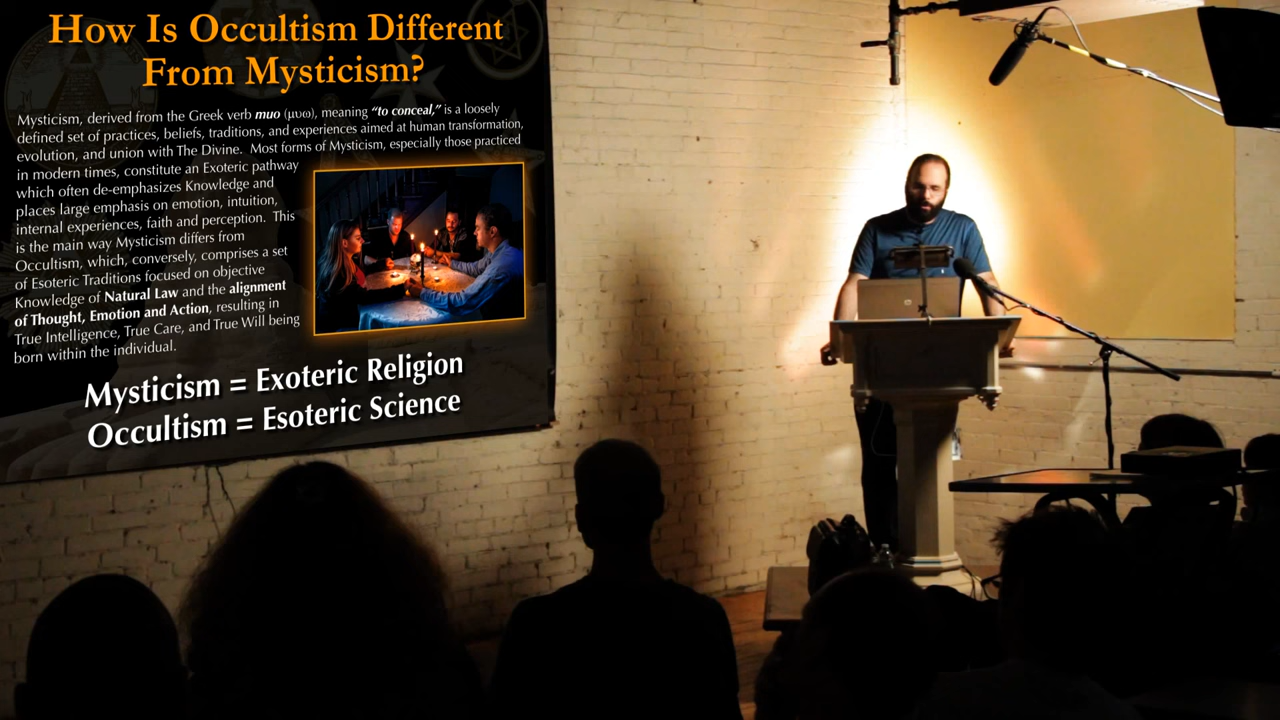 How Is Occultism Different
From Mysticism?
Mysticism, derived from the Greek verb muo (μυω), meaning “to conceal,” is a loosely
defined set of practices, beliefs, traditions, and experiences aimed at human transformation,
evolution, and union with The Divine. Most forms of Mysticism, especially those practiced
in modern times, constitute an Exoteric pathway
which often de-emphasizes Knowledge and
places large emphasis on emotion, intuition,
internal experiences, faith and perception. This
is the main way Mysticism differs from
Occultism, which, conversely, comprises a set
of Esoteric Traditions focused on objective
Knowledge of Natural Law and the alignment
of Thought, Emotion and Action, resulting in
True Intelligence, True Care, and True Will being
born within the individual.
Mysticism = Exoteric Religion
Occultism = Esoteric Science